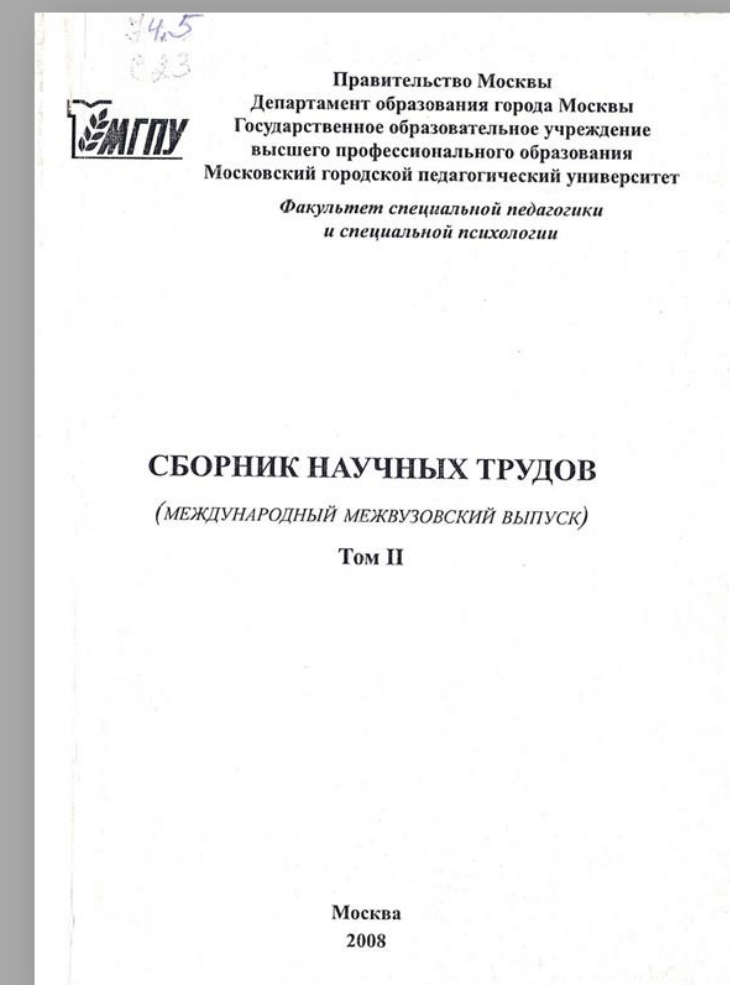 74.5
С23
Правительство Москвы
Департамент образования города Москвы
Государственное образовательное учреждение
высшего профессионального образования
Московский городской педагогический университет
МГПУ
Факультет специальной педагогики
и специальной психологии
СБОРНИК НАУЧНЫХ ТРУДОВ
(МЕЖДУНАРОДНЫЙ МЕЖВУЗОВСКИЙ ВЫПУСК)
Том II
Москва
2008